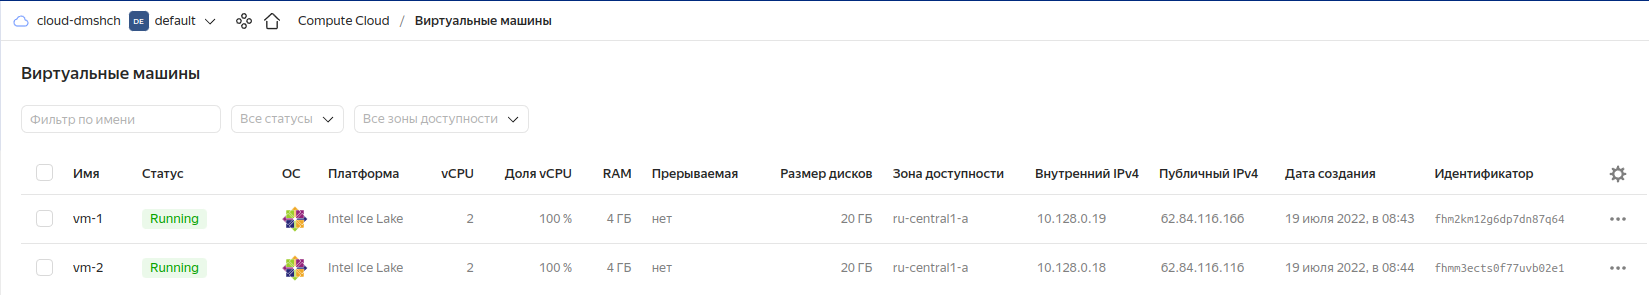 cloud-dmshch DE default Compute Cloud / Виртуальные машины
Виртуальные машины
Фильтр по имени Все статусы Все зоны доступности
Имя Статус ОС Платформа vCPU Доля vCPU RAM Прерываемая Размер дисков Зона доступности Внутренний IPv4 Публичный IPv4 Дата создания Идентификатор
vm-1 Running Intel Ice Lake 2 100 % 4 ГБ нет 20 ГБ ru-central1-a 10.128.0.19 62.84.116.166 19 июля 2022, в 08:43 fhm2km12g6dp7dn87q64
vm-2 Running Intel Ice Lake 2 100 % 4 ГБ нет 20 ГБ ru-central1-a 10.128.0.18 62.84.116.116 19 июля 2022, в 08:44 fhmm3ects0f77uvb02e1